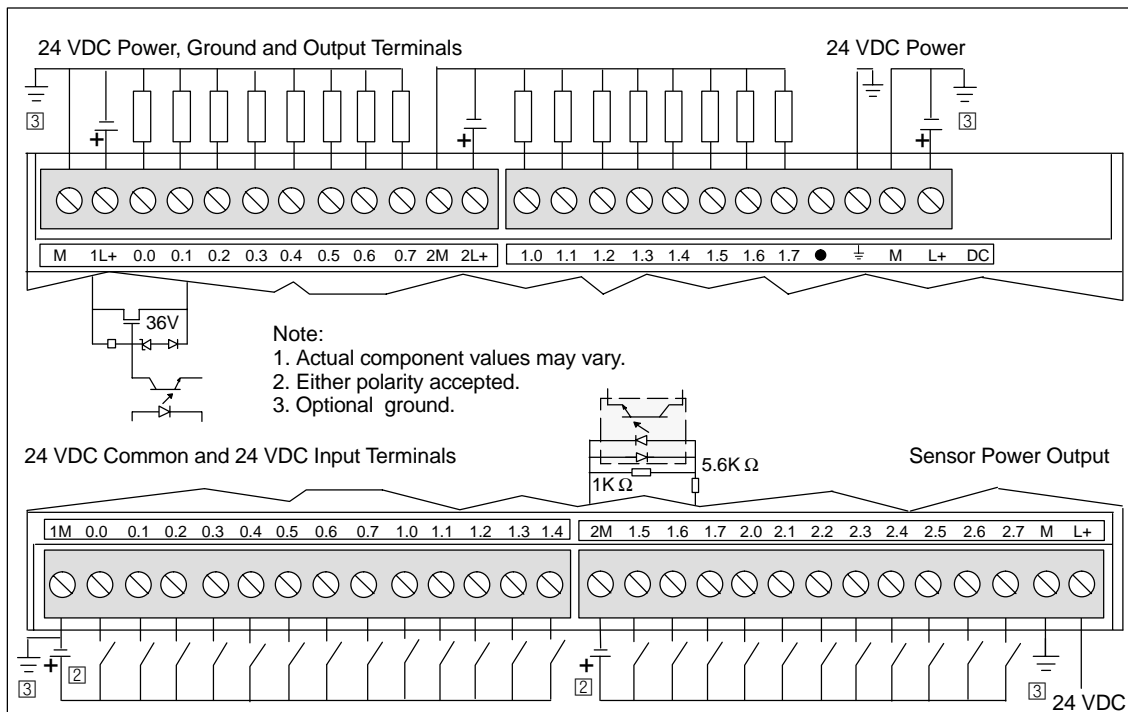 24 VDC Power, Ground and Output Terminals
24 VDC Power
3
3
+
+
+
M 1L+ 0.0 0.1 0.2 0.3 0.4 0.5 0.6 0.7 2M 2L+
1.0 1.1 1.2 1.3 1.4 1.5 1.6 1.7 ● ⏚ M L+ DC
36V
Note:
1. Actual component values may vary.
2. Either polarity accepted.
3. Optional ground.
24 VDC Common and 24 VDC Input Terminals
5.6K Ω
1K Ω
Sensor Power Output
1M 0.0 0.1 0.2 0.3 0.4 0.5 0.6 0.7 1.0 1.1 1.2 1.3 1.4
2M 1.5 1.6 1.7 2.0 2.1 2.2 2.3 2.4 2.5 2.6 2.7 M L+
+
2
3
+
2
3
24 VDC